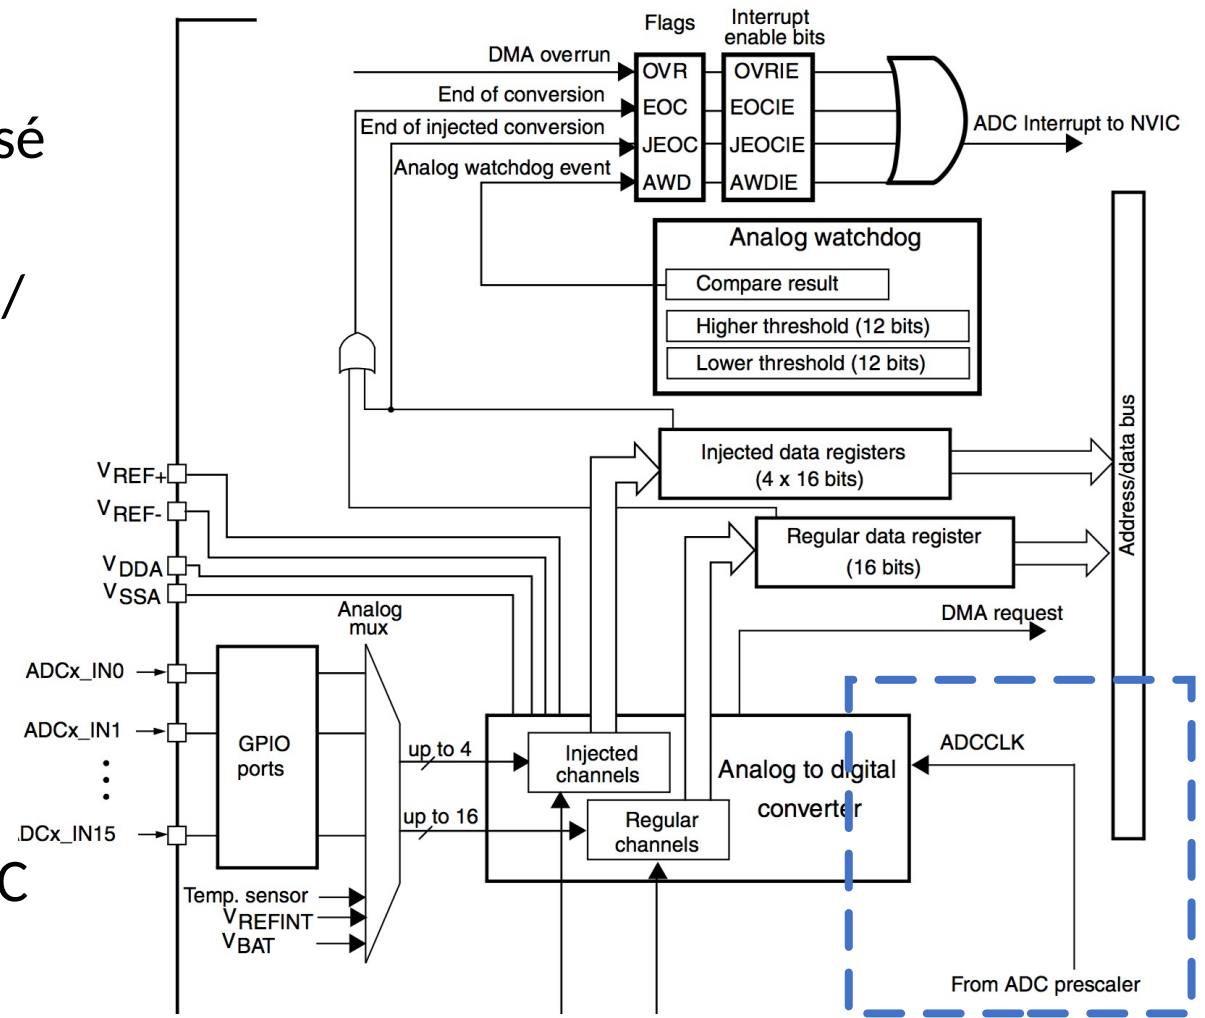 sé
/
C
Flags
Interrupt
enable bits
DMA overrun
OVR
OVRIE
End of conversion
EOC
EOCIE
End of injected conversion
JEOC
JEOCIE
ADC Interrupt to NVIC
Analog watchdog event
AWD
AWDIE
Analog watchdog
Compare result
Higher threshold (12 bits)
Lower threshold (12 bits)
Address/data bus
Injected data registers
(4 x 16 bits)
Regular data register
(16 bits)
DMA request
VREF+
VREF-
VDDA
VSSA
Analog
mux
ADCx_IN0
ADCx_IN1
DCx_IN15
GPIO
ports
up to 4
up to 16
Injected
channels
Regular
channels
Analog to digital
converter
ADCCLK
Temp. sensor
VREFINT
VBAT
From ADC prescaler